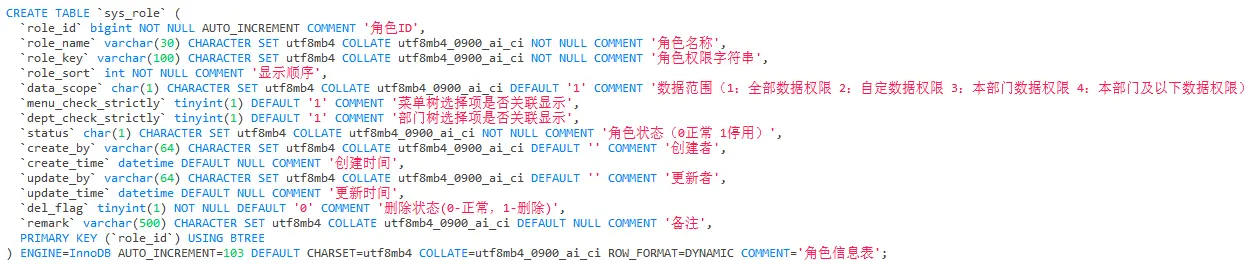 CREATE TABLE `sys_role` (
  `role_id` bigint NOT NULL AUTO_INCREMENT COMMENT '角色ID',
  `role_name` varchar(30) CHARACTER SET utf8mb4 COLLATE utf8mb4_0900_ai_ci NOT NULL COMMENT '角色名称',
  `role_key` varchar(100) CHARACTER SET utf8mb4 COLLATE utf8mb4_0900_ai_ci NOT NULL COMMENT '角色权限字符串',
  `role_sort` int NOT NULL COMMENT '显示顺序',
  `data_scope` char(1) CHARACTER SET utf8mb4 COLLATE utf8mb4_0900_ai_ci DEFAULT '1' COMMENT '数据范围（1：全部数据权限 2：自定数据权限 3：本部门数据权限 4：本部门及以下数据权限）
  `menu_check_strictly` tinyint(1) DEFAULT '1' COMMENT '菜单树选择项是否关联显示',
  `dept_check_strictly` tinyint(1) DEFAULT '1' COMMENT '部门树选择项是否关联显示',
  `status` char(1) CHARACTER SET utf8mb4 COLLATE utf8mb4_0900_ai_ci NOT NULL COMMENT '角色状态（0正常 1停用）',
  `create_by` varchar(64) CHARACTER SET utf8mb4 COLLATE utf8mb4_0900_ai_ci DEFAULT '' COMMENT '创建者',
  `create_time` datetime DEFAULT NULL COMMENT '创建时间',
  `update_by` varchar(64) CHARACTER SET utf8mb4 COLLATE utf8mb4_0900_ai_ci DEFAULT '' COMMENT '更新者',
  `update_time` datetime DEFAULT NULL COMMENT '更新时间',
  `del_flag` tinyint(1) NOT NULL DEFAULT '0' COMMENT '删除状态(0-正常，1-删除)',
  `remark` varchar(500) CHARACTER SET utf8mb4 COLLATE utf8mb4_0900_ai_ci DEFAULT NULL COMMENT '备注',
  PRIMARY KEY (`role_id`) USING BTREE
) ENGINE=InnoDB AUTO_INCREMENT=103 DEFAULT CHARSET=utf8mb4 COLLATE=utf8mb4_0900_ai_ci ROW_FORMAT=DYNAMIC COMMENT='角色信息表';